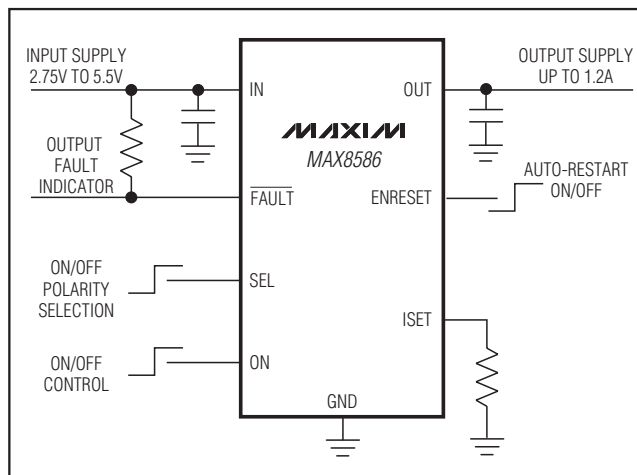 INPUT SUPPLY
2.75V TO 5.5V
OUTPUT
FAULT
INDICATOR
ON/OFF
POLARITY
SELECTION
ON/OFF
CONTROL
IN
FAULT
SEL
ON
MAXIM
MAX8586
GND
OUT
ENRESET
ISET
OUTPUT SUPPLY
UP TO 1.2A
AUTO-RESTART
ON/OFF